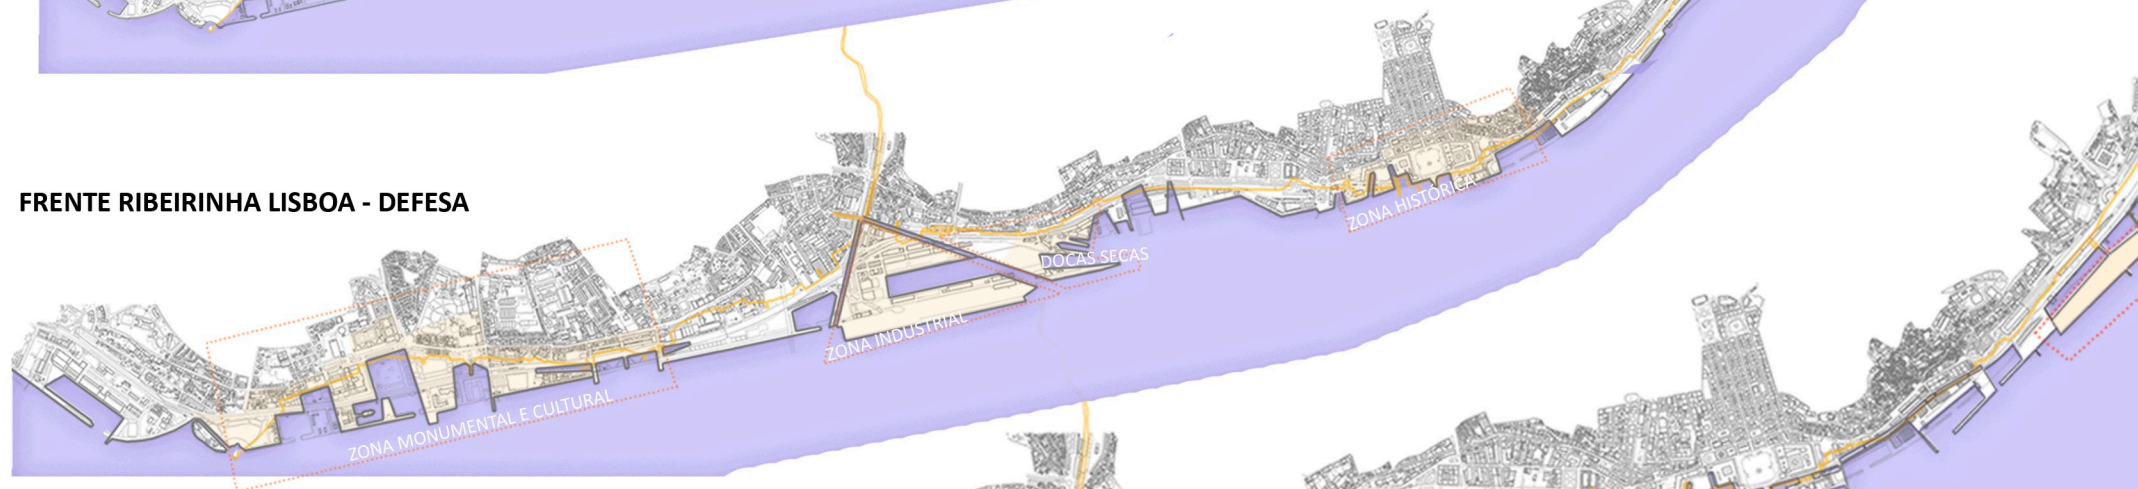 FRENTE RIBEIRINHA LISBOA - DEFESA
ZONA MONUMENTAL E CULTURAL
ZONA INDUSTRIAL
DOCAS SECAS
ZONA HISTÓRICA